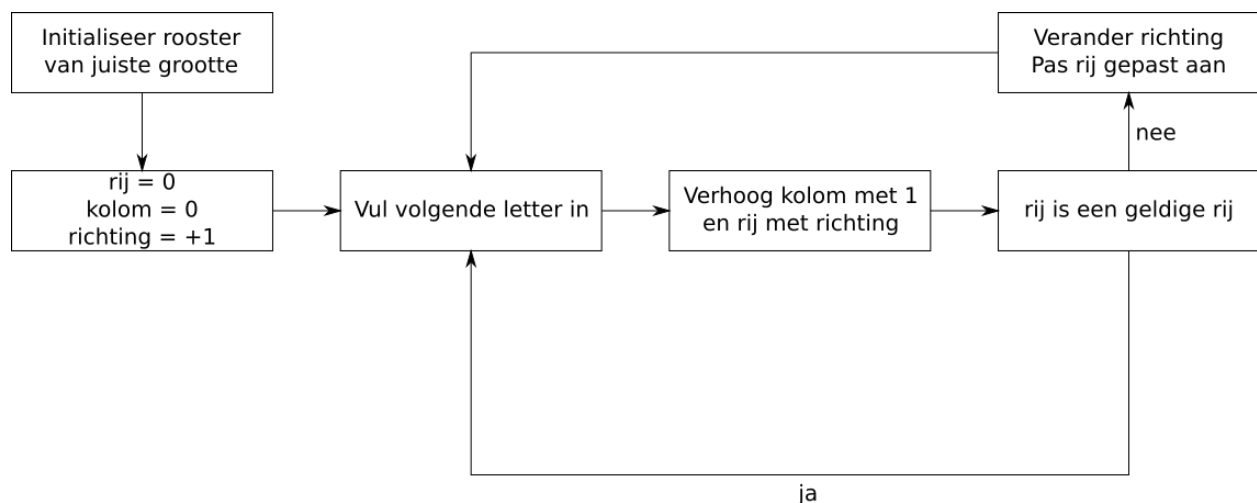 Initialiseer rooster
van juiste grootte
Verander richting
Pas rij gepast aan
nee
rij = 0
kolom = 0
richting = +1
Vul volgende letter in
Verhoog kolom met 1
en rij met richting
rij is een geldige rij
ja